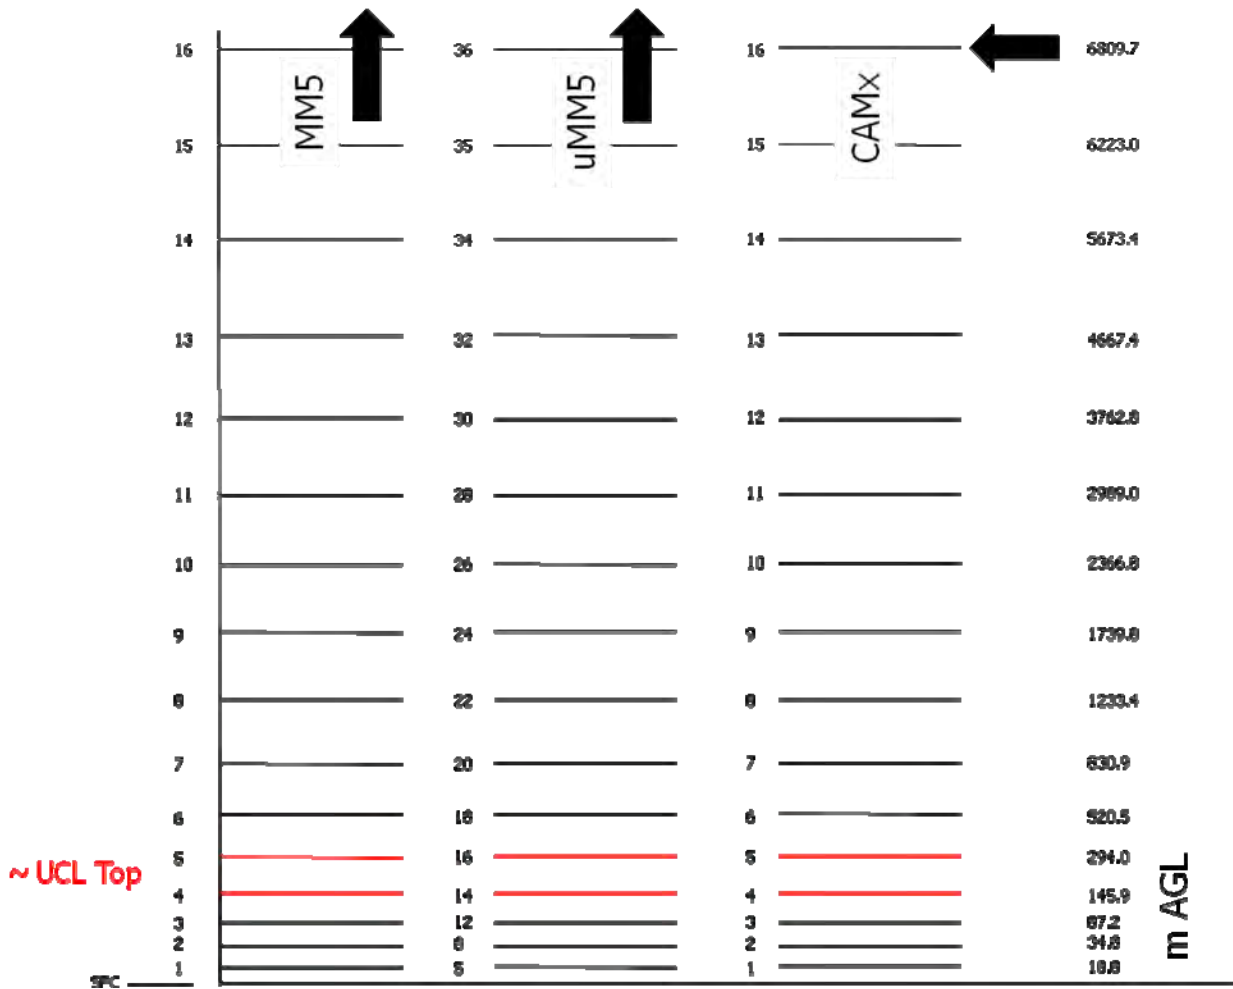 16 36 16 6809.7
MM5 uMM5 CAMx
15 35 15 6223.0
14 34 14 5673.4
13 32 13 4667.4
12 30 12 3762.8
11 28 11 2989.0
10 26 10 2366.8
9 24 9 1739.8
8 22 8 1233.4
7 20 7 830.9
6 18 6 520.5
5 16 5 294.0
~ UCL Top
4 14 4 145.9
m AGL
3 12 3 67.2
2 8 2 34.8
1 5 1 18.8
SFC